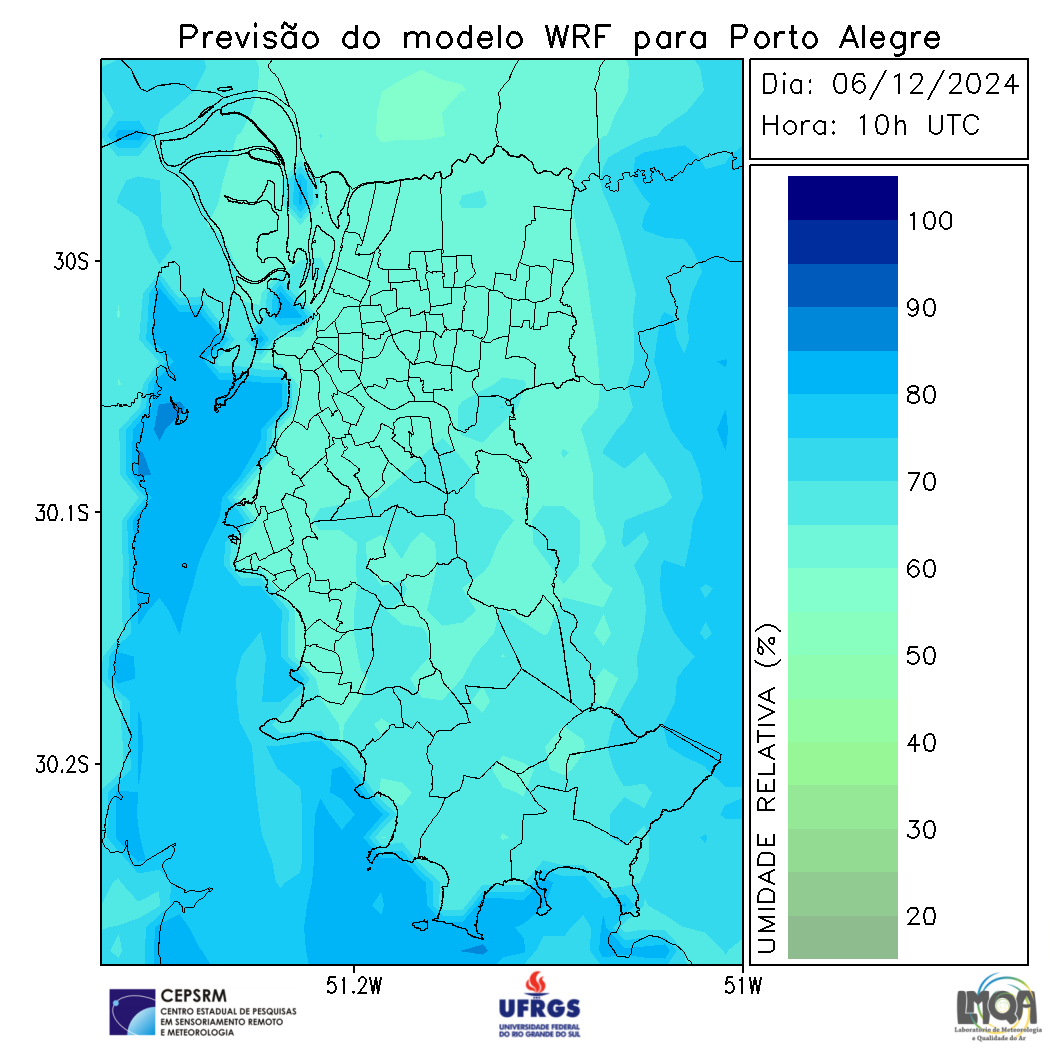 Previsão do modelo WRF para Porto Alegre
Dia: 06/12/2024
Hora: 10h UTC
30S
30.1S
30.2S
51.2W
51W
100
90
80
70
60
50
40
30
20
UMIDADE RELATIVA (%)
CEPSRM
CENTRO ESTADUAL DE PESQUISAS
EM SENSORIAMENTO REMOTO
E METEOROLOGIA
UFRGS
UNIVERSIDADE FEDERAL
DO RIO GRANDE DO SUL
LMQA
Laboratório de Meteorologia
e Qualidade do Ar